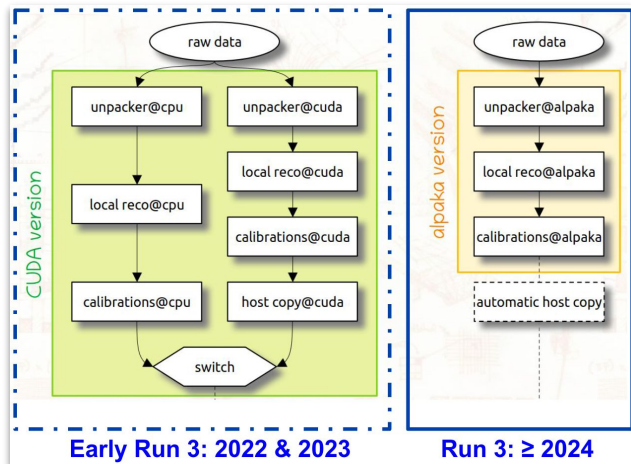 raw data
CUDA version
unpacker@cpu
unpacker@cuda
local reco@cuda
local reco@cpu
calibrations@cuda
calibrations@cpu
host copy@cuda
switch
Early Run 3: 2022 & 2023
raw data
alpaka version
unpacker@alpaka
local reco@alpaka
calibrations@alpaka
automatic host copy
Run 3: ≥ 2024